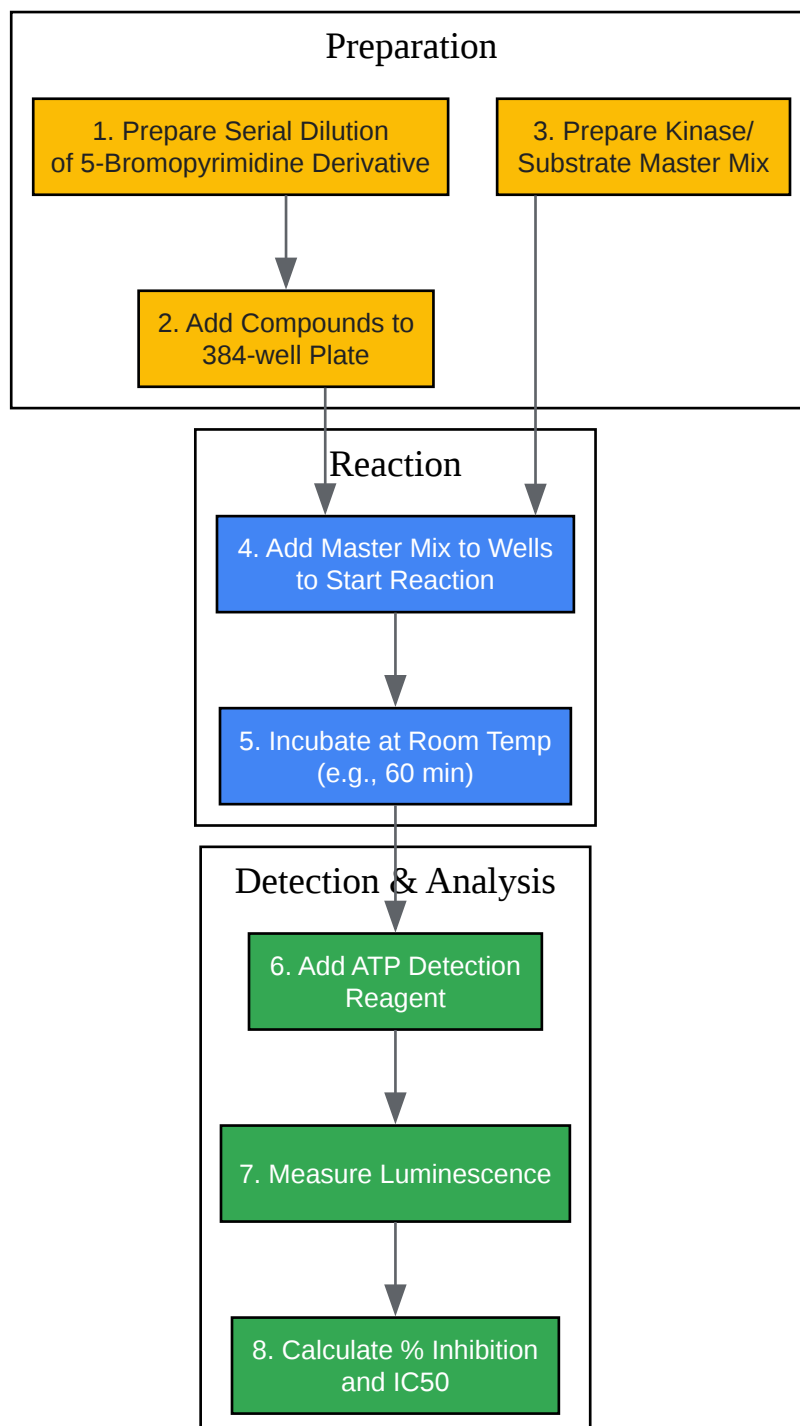 Preparation
1. Prepare Serial Dilution
of 5-Bromopyrimidine Derivative
3. Prepare Kinase/
Substrate Master Mix
2. Add Compounds to
384-well Plate
Reaction
4. Add Master Mix to Wells
to Start Reaction
5. Incubate at Room Temp
(e.g., 60 min)
Detection & Analysis
6. Add ATP Detection
Reagent
7. Measure Luminescence
8. Calculate % Inhibition
and IC50